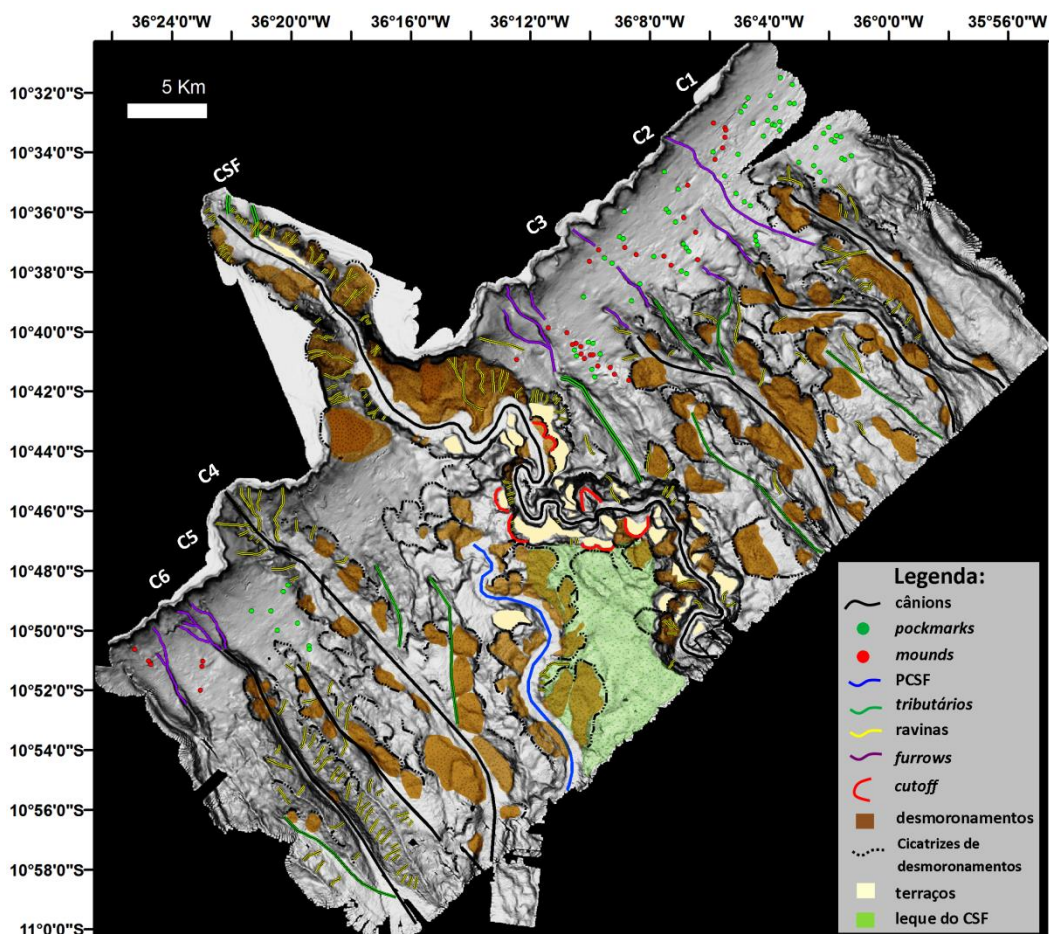 36°24'0"W 36°20'0"W 36°16'0"W 36°12'0"W 36°8'0"W 36°4'0"W 36°0'0"W 35°56'0"W
10°32'0"S
10°34'0"S
10°36'0"S
10°38'0"S
10°40'0"S
10°42'0"S
10°44'0"S
10°46'0"S
10°48'0"S
10°50'0"S
10°52'0"S
10°54'0"S
10°56'0"S
10°58'0"S
11°0'0"S
5 Km
C1
C2
CSF
C3
C4
C5
C6
Legenda:
cânions
pockmarks
mounds
PCSF
tributários
ravinas
furrows
cutoff
desmoronamentos
Cicatrizes de
desmoronamentos
terraços
leque do CSF